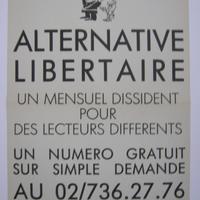 ALTERNATIVE
LIBERTAIRE
UN MENSUEL DISSIDENT
POUR
DES LECTEURS DIFFERENTS
UN NUMERO GRATUIT
SUR SIMPLE DEMANDE
AU 02/736.27.76